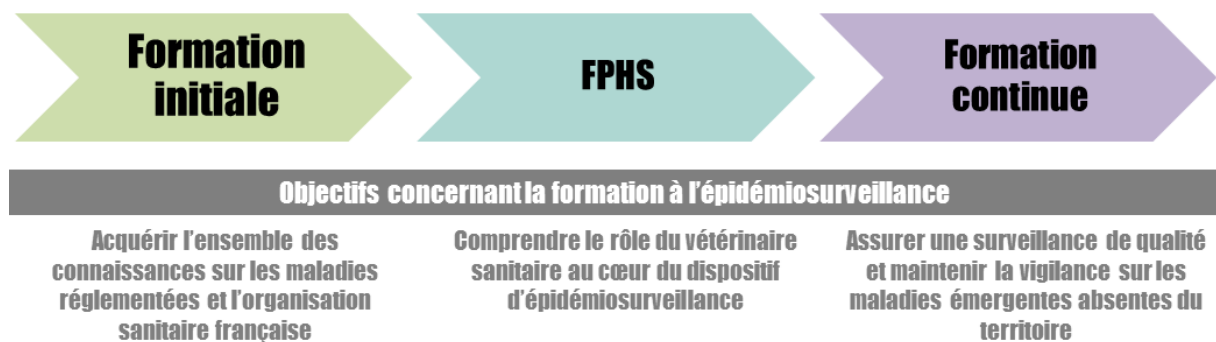 Formation
initiale
FPHS
Formation
continue
Objectifs concernant la formation à l'épidémiosurveillance
Acquérir l'ensemble des
connaissances sur les maladies
réglementées et l'organisation
sanitaire française
Comprendre le rôle du vétérinaire
sanitaire au cœur du dispositif
d'épidémiosurveillance
Assurer une surveillance de qualité
et maintenir la vigilance sur les
maladies émergentes absentes du
territoire